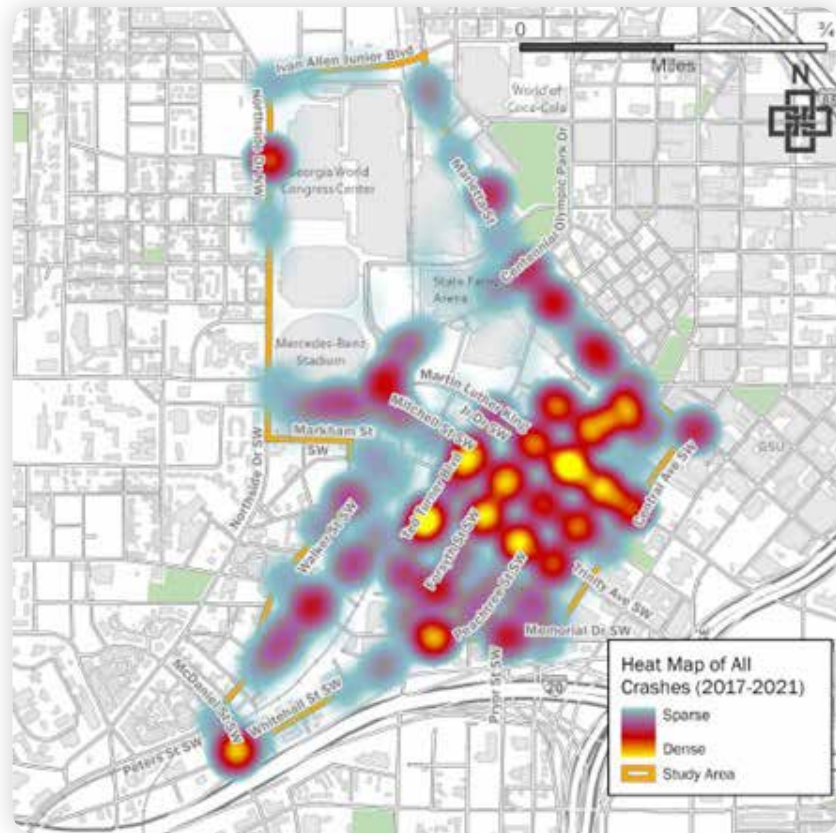 Ivan Allen Junior Blvd
0
¾
Miles
N
World of
Coca-Cola
Northside Dr SW
Georgia World
Congress Center
Marietta St
Centennial Olympic Park Dr
State Farm
Arena
Mercedes-Benz
Stadium
Martin Luther King
Jr Dr SW
Mitchell St SW
Markham St
SW
Northside Dr SW
Ted Turner Blvd
Central Ave SW
GSU
Walker St SW
Forsyth St SW
Peachtree St SW
Trinity Ave SW
Memorial Dr SW
Pryor St SW
McDaniel St SW
Whitehall St SW
Peters St SW
20
Heat Map of All
Crashes (2017-2021)
Sparse
Dense
Study Area